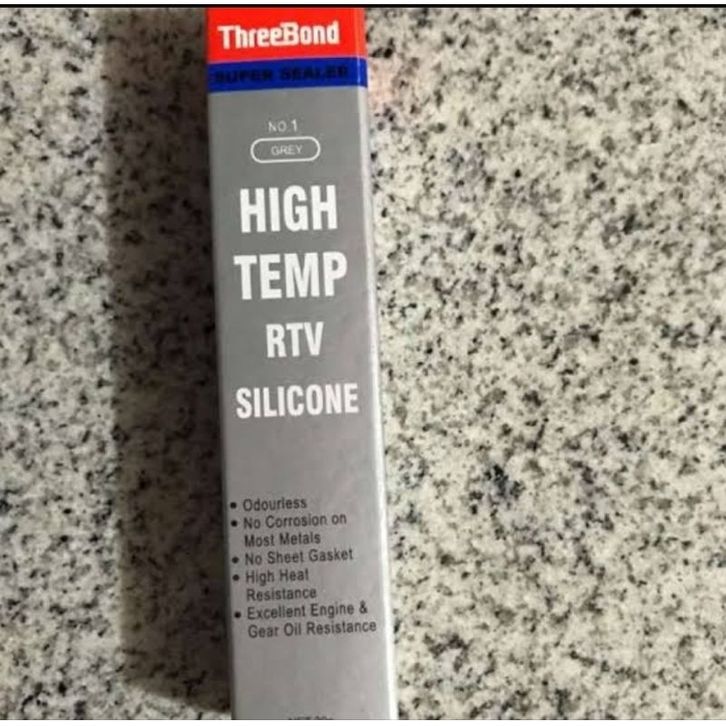 ThreeBond
SUPER SEALER
NO.1
GREY
HIGH
TEMP
RTV
SILICONE
• Odourless
• No Corrosion on
Most Metals
• No Sheet Gasket
• High Heat
Resistance
• Excellent Engine &
Gear Oil Resistance